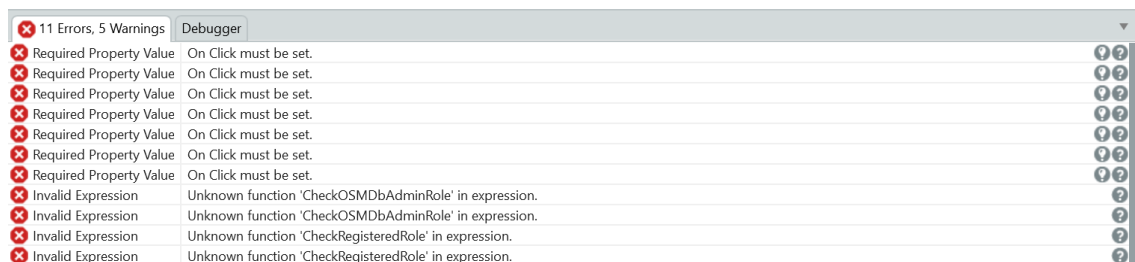 11 Errors, 5 Warnings Debugger
Required Property Value On Click must be set.
Required Property Value On Click must be set.
Required Property Value On Click must be set.
Required Property Value On Click must be set.
Required Property Value On Click must be set.
Required Property Value On Click must be set.
Required Property Value On Click must be set.
Invalid Expression Unknown function 'CheckOSMDbAdminRole' in expression.
Invalid Expression Unknown function 'CheckOSMDbAdminRole' in expression.
Invalid Expression Unknown function 'CheckRegisteredRole' in expression.
Invalid Expression Unknown function 'CheckRegisteredRole' in expression.